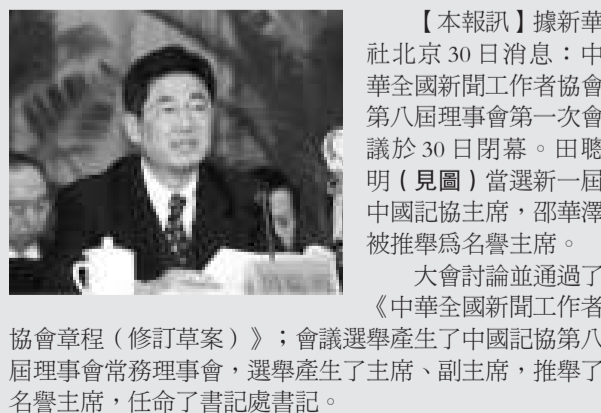 【本報訊】據新華
社北京30日消息：中
華全國新聞工作者協會
第八屆理事會第一次會
議於30日閉幕。田聰
明（見圖）當選新一屆
中國記協主席，邵華澤
被推舉爲名譽主席。
大會討論並通過了
《中華全國新聞工作者
協會章程（修訂草案）》；會議選舉產生了中國記協第八
屆理事會常務理事會，選舉產生了主席、副主席，推舉了
名譽主席，任命了書記處書記。